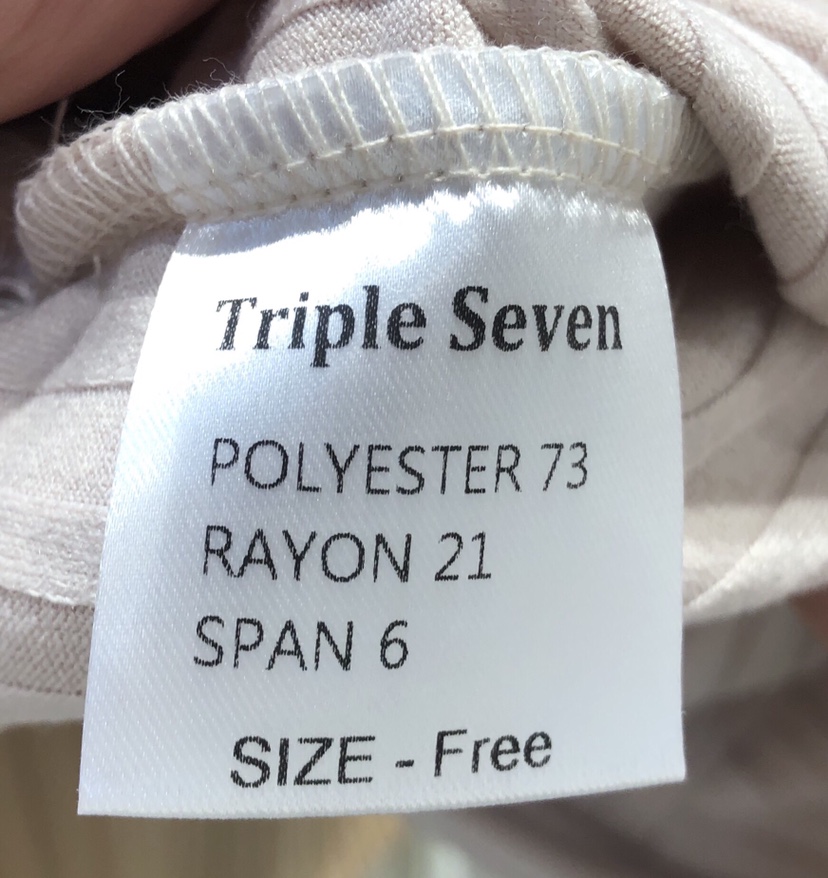 Triple Seven
POLYESTER 73
RAYON 21
SPAN 6
SIZE - Free